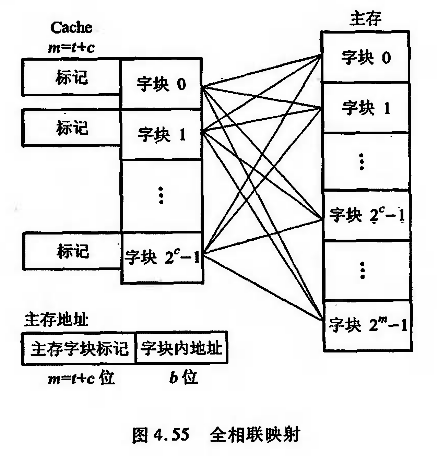 Cache
m=t+c
标记 字块 0
标记 字块 1
⋮
标记 字块 2^c-1
主存
字块 0
字块 1
⋮
字块 2^c-1
⋮
字块 2^m-1
主存地址
主存字块标记 字块内地址
m=t+c 位 b 位
图 4.55 全相联映射